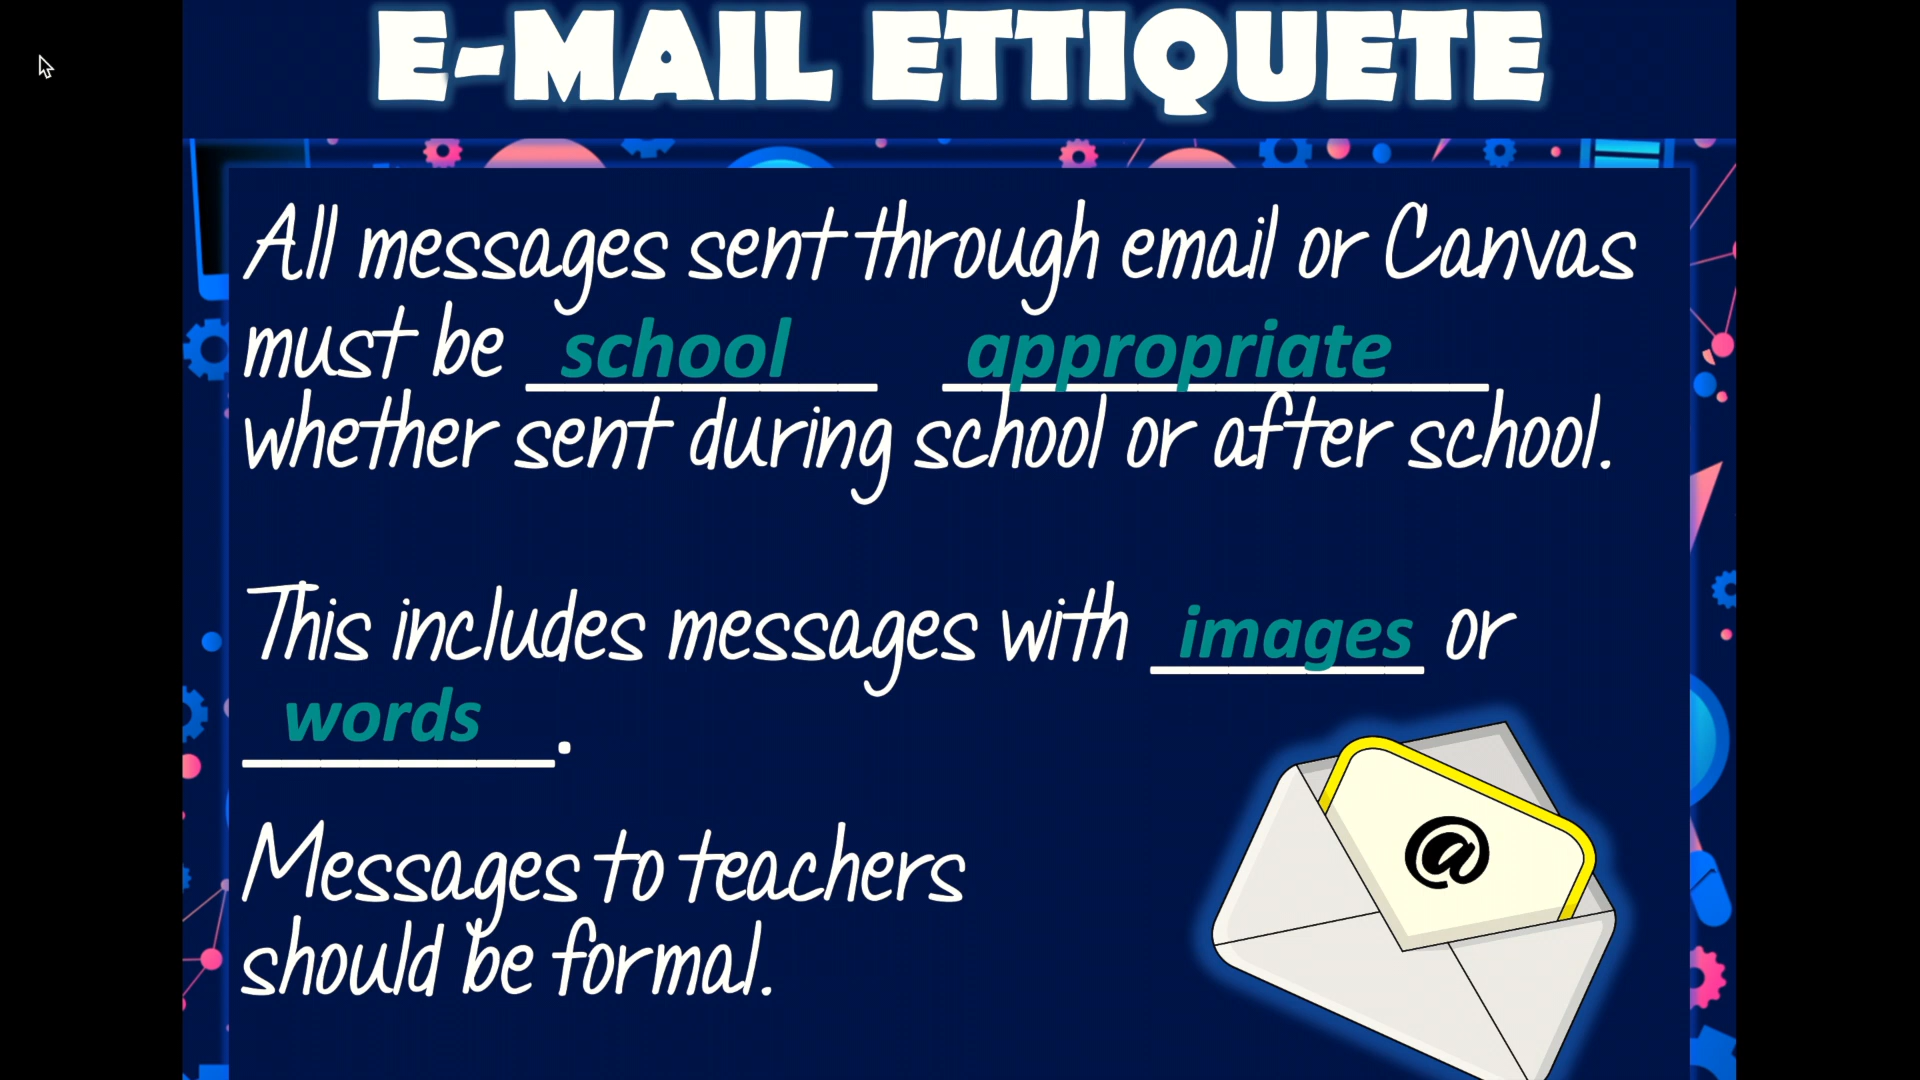 E-MAIL ETTIQUETE
All messages sent through email or Canvas
must be school appropriate
whether sent during school or after school.
This includes messages with images or
words.
Messages to teachers
should be formal.
@